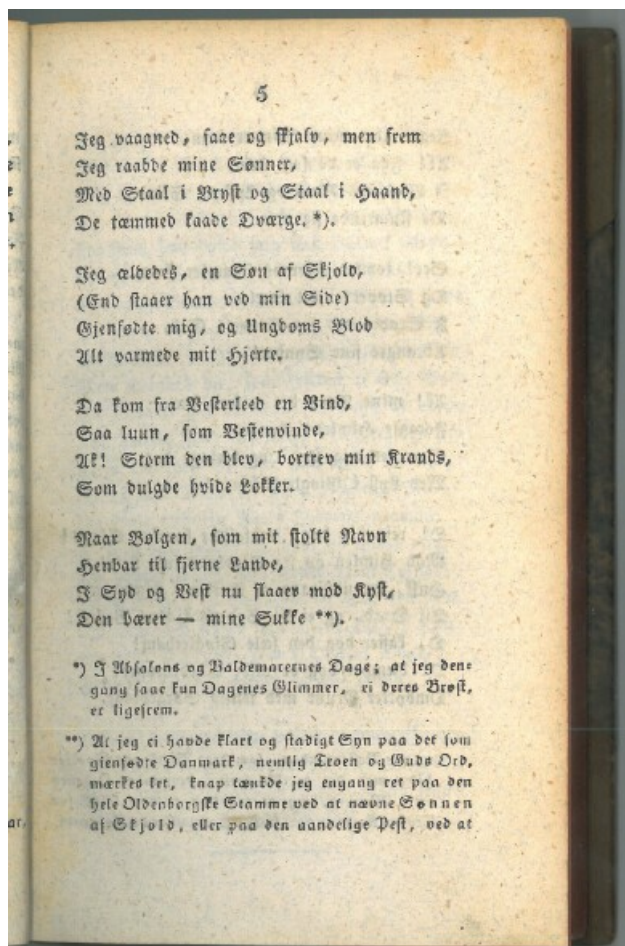 5
Jeg vaagned, saae og skjalv, men frem
Jeg raabde mine Sønner,
Med Staal i Bryst og Staal i Haand,
De tæmmed kaade Dværge. *).
Jeg ældedes, en Søn af Skjold,
(End staaer han ved min Side)
Gjenfødte mig, og Ungdoms Blod
Alt varmede mit Hjerte.
Da kom fra Vesterleed en Vind,
Saa luun, som Vestenvinde,
Ak! Storm den blev, bortrev min Krands,
Som dulgde hvide Lokker.
Naar Bølgen, som mit stolte Navn
Henbar til fjerne Lande,
I Syd og Vest nu slaaer mod Kyst,
Den bærer — mine Sukke **).
*) I Absalons og Valdemarernes Dage; at jeg den-
gang saae kun Dagenes Glimmer, ei deres Brøst,
er ligefrem.
**) At jeg ei havde klart og stadigt Syn paa det som
gienfødte Danmark, nemlig Troen og Guds Ord,
mærkes let, knap tænkde jeg engang ret paa den
hele Oldenborgske Stamme ved at nævne Sønnen
af Skjold, eller paa den aandelige Pest, ved at